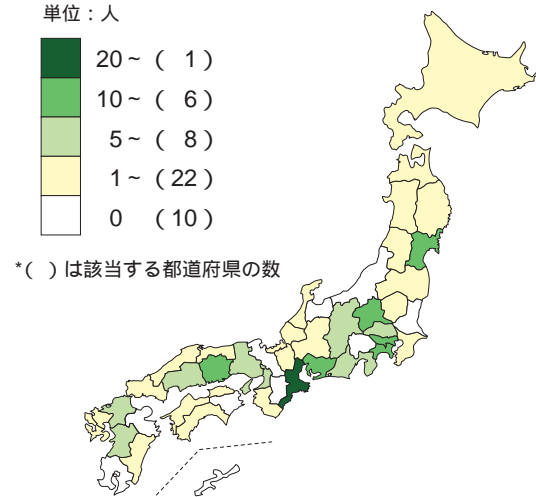 単位：人
20～ ( 1 )
10～ ( 6 )
5～ ( 8 )
1～ ( 22 )
0 ( 10 )
*( ) は該当する都道府県の数